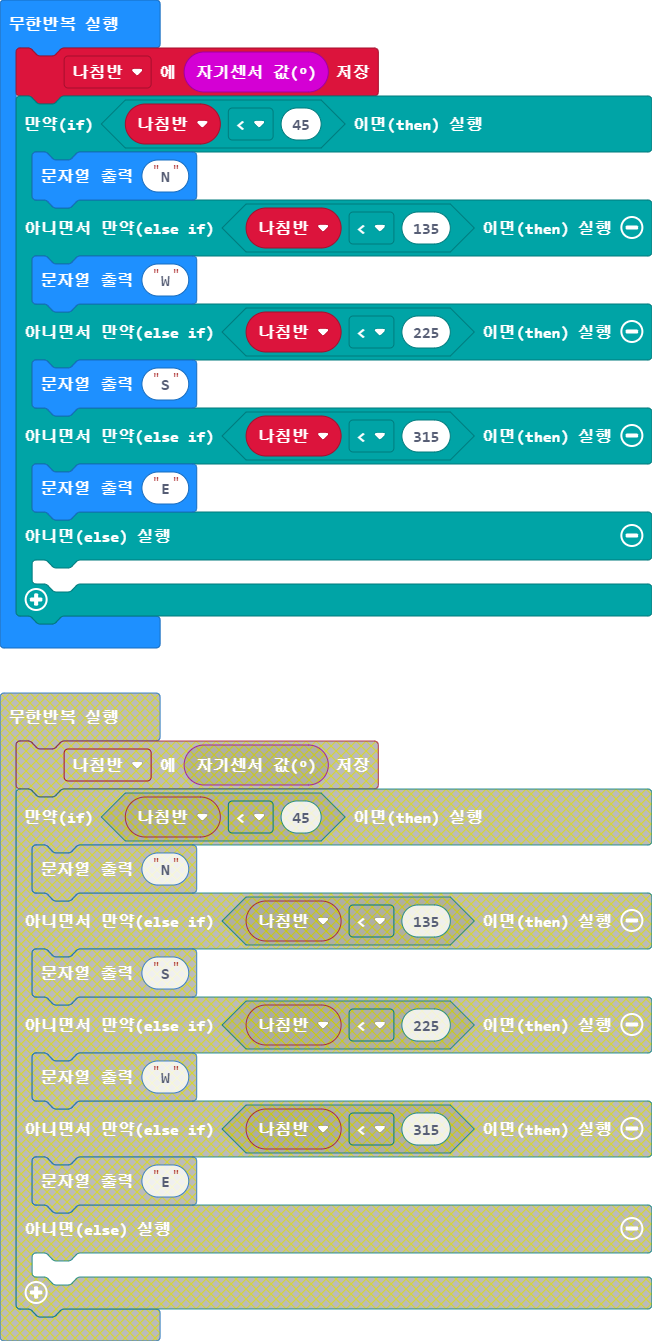 무한반복 실행
나침반 에 자기센서 값(º) 저장
만약(if) 나침반 < 45 이면(then) 실행
문자열 출력 "N"
아니면서 만약(else if) 나침반 < 135 이면(then) 실행
문자열 출력 "W"
아니면서 만약(else if) 나침반 < 225 이면(then) 실행
문자열 출력 "S"
아니면서 만약(else if) 나침반 < 315 이면(then) 실행
문자열 출력 "E"
아니면(else) 실행
무한반복 실행
나침반 에 자기센서 값(º) 저장
만약(if) 나침반 < 45 이면(then) 실행
문자열 출력 "N"
아니면서 만약(else if) 나침반 < 135 이면(then) 실행
문자열 출력 "S"
아니면서 만약(else if) 나침반 < 225 이면(then) 실행
문자열 출력 "W"
아니면서 만약(else if) 나침반 < 315 이면(then) 실행
문자열 출력 "E"
아니면(else) 실행